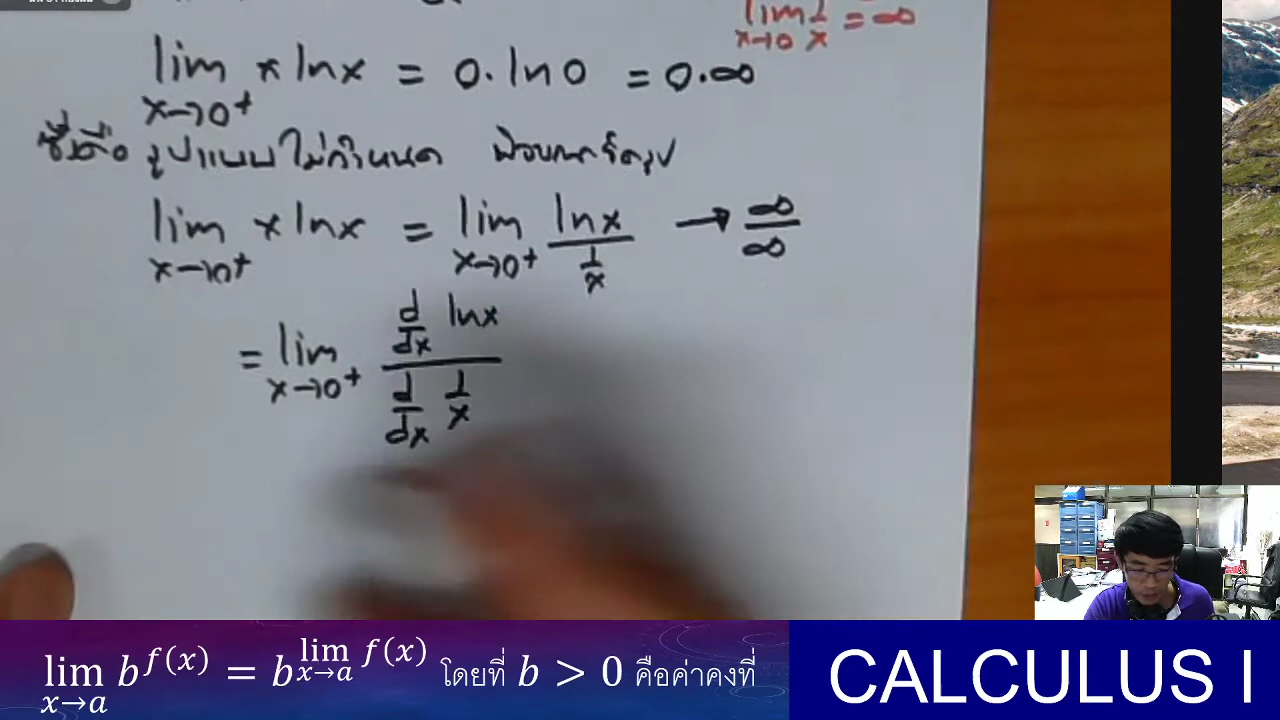 lim 1/x = ∞
x→0
lim x ln x = 0·ln 0 = 0·∞
x→0⁺
ซึ่งคือ รูปแบบไม่กำหนด
lim x ln x = lim ln x / (1/x) → ∞/∞
x→0⁺ x→0⁺
= lim (d/dx ln x) / (d/dx 1/x)
x→0⁺
lim b^{f(x)} = b^{lim_{x→a} f(x)} โดยที่ b > 0 คือค่าคงที่
x→a
CALCULUS I